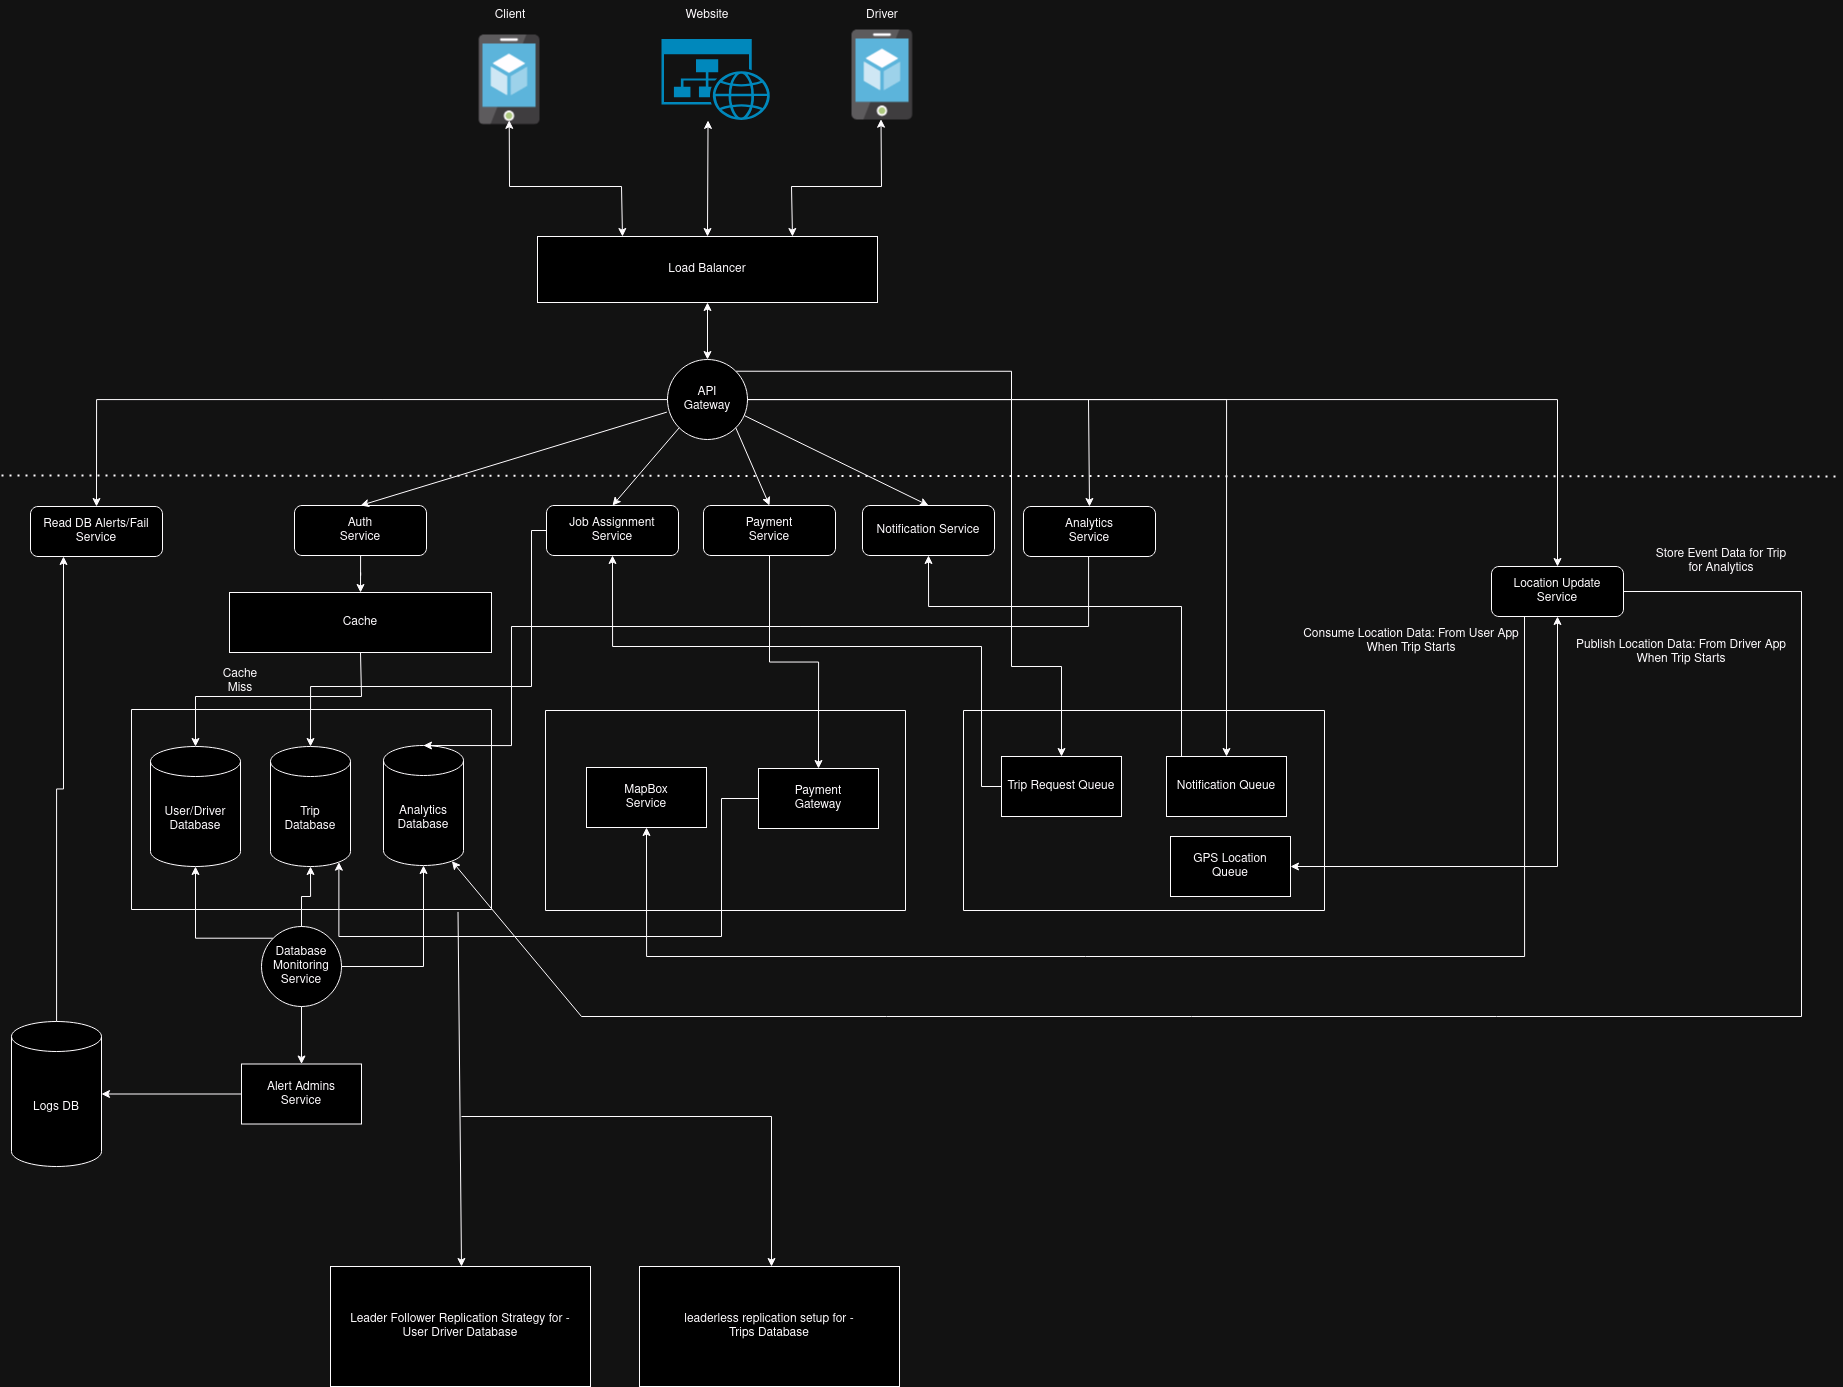 Client
Website
Driver
Load Balancer
API
Gateway
Read DB Alerts/Fail
Service
Auth
Service
Job Assignment
Service
Payment
Service
Notification Service
Analytics
Service
Location Update
Service
Store Event Data for Trip
for Analytics
Consume Location Data: From User App
When Trip Starts
Publish Location Data: From Driver App
When Trip Starts
Cache
Cache
Miss
User/Driver
Database
Trip
Database
Analytics
Database
MapBox
Service
Payment
Gateway
Trip Request Queue
Notification Queue
GPS Location
Queue
Database
Monitoring
Service
Alert Admins
Service
Logs DB
Leader Follower Replication Strategy for -
User Driver Database
leaderless replication setup for -
Trips Database